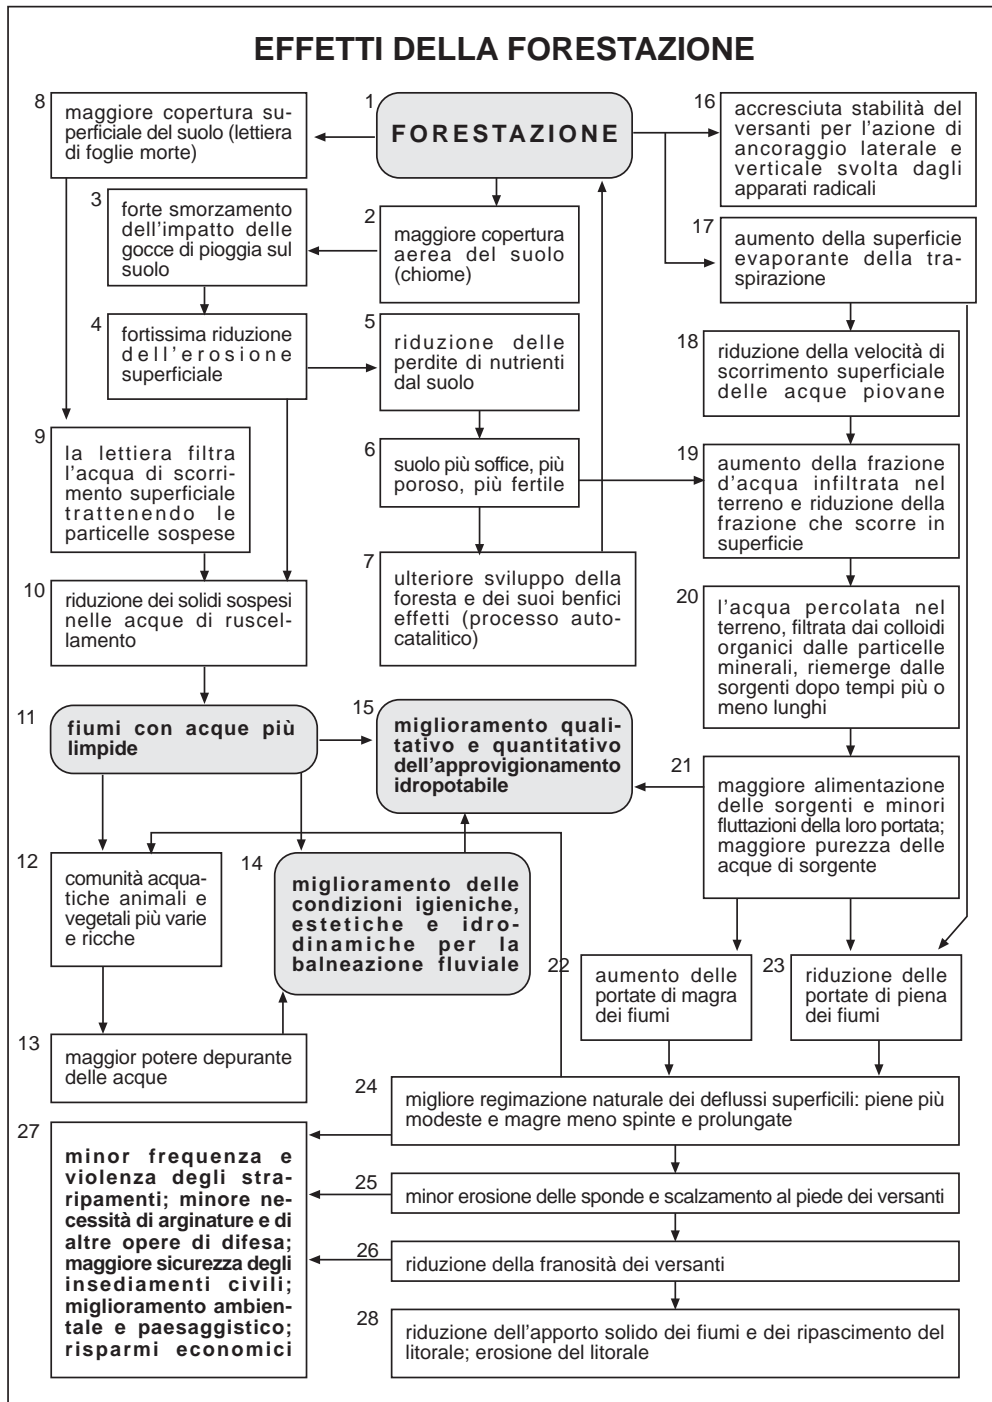 EFFETTI DELLA FORESTAZIONE
1
FORESTAZIONE
2
maggiore copertura
aerea del suolo
(chiome)
3
forte smorzamento
dell'impatto delle
gocce di pioggia sul
suolo
4
fortissima riduzione
dell'erosione
superficiale
5
riduzione delle
perdite di nutrienti
dal suolo
6
suolo più soffice, più
poroso, più fertile
7
ulteriore sviluppo della
foresta e dei suoi benfici
effetti (processo auto-
catalitico)
8
maggiore copertura su-
perficiale del suolo (lettiera
di foglie morte)
9
la lettiera filtra
l'acqua di scorri-
mento superficiale
trattenendo le
particelle sospese
10
riduzione dei solidi sospesi
nelle acque di ruscel-
lamento
11
fiumi con acque più
limpide
12
comunità acqua-
tiche animali e
vegetali più varie
e ricche
13
maggior potere depurante
delle acque
14
miglioramento delle
condizioni igieniche,
estetiche e idro-
dinamiche per la
balneazione fluviale
15
miglioramento quali-
tativo e quantitativo
dell'approvigionamento
idropotabile
16
accresciuta stabilità del
versanti per l'azione di
ancoraggio laterale e
verticale svolta dagli
apparati radicali
17
aumento della superficie
evaporante della tra-
spirazione
18
riduzione della velocità di
scorrimento superficiale
delle acque piovane
19
aumento della frazione
d'acqua infiltrata nel
terreno e riduzione della
frazione che scorre in
superficie
20
l'acqua percolata nel
terreno, filtrata dai colloidi
organici dalle particelle
minerali, riemerge dalle
sorgenti dopo tempi più o
meno lunghi
21
maggiore alimentazione
delle sorgenti e minori
fluttazioni della loro portata;
maggiore purezza delle
acque di sorgente
22
aumento delle
portate di magra
dei fiumi
23
riduzione delle
portate di piena
dei fiumi
24
migliore regimazione naturale dei deflussi superficili: piene più
modeste e magre meno spinte e prolungate
25
minor erosione delle sponde e scalzamento al piede dei versanti
26
riduzione della franosità dei versanti
27
minor frequenza e
violenza degli stra-
ripamenti; minore ne-
cessità di arginature e di
altre opere di difesa;
maggiore sicurezza degli
insediamenti civili;
miglioramento ambien-
tale e paesaggistico;
risparmi economici
28
riduzione dell'apporto solido dei fiumi e dei ripascimento del
litorale; erosione del litorale